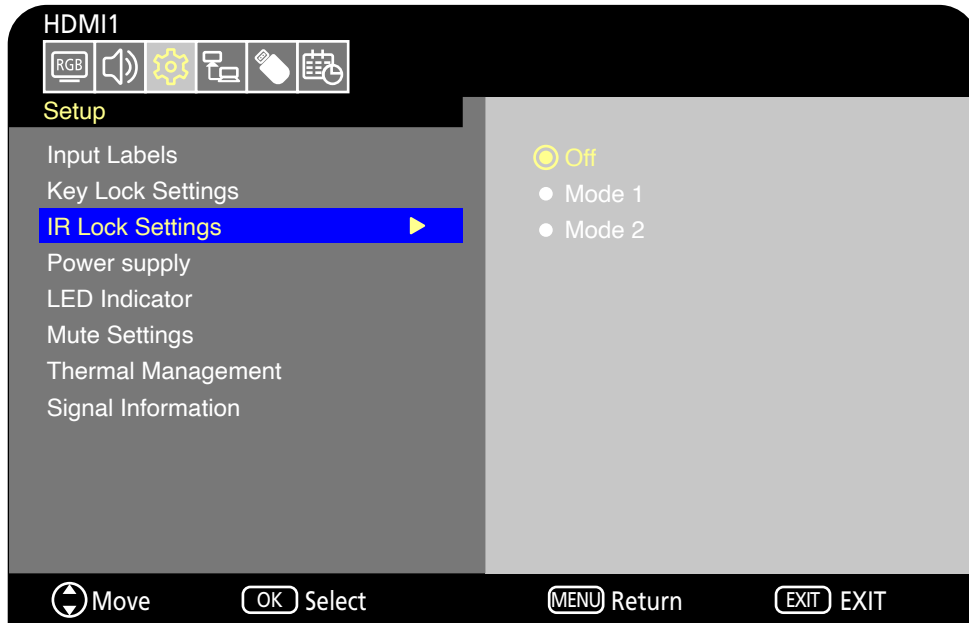 HDMI1
RGB
Setup
Input Labels
Key Lock Settings
IR Lock Settings
Power supply
LED Indicator
Mute Settings
Thermal Management
Signal Information
Off
Mode 1
Mode 2
Move OK Select MENU Return EXIT EXIT